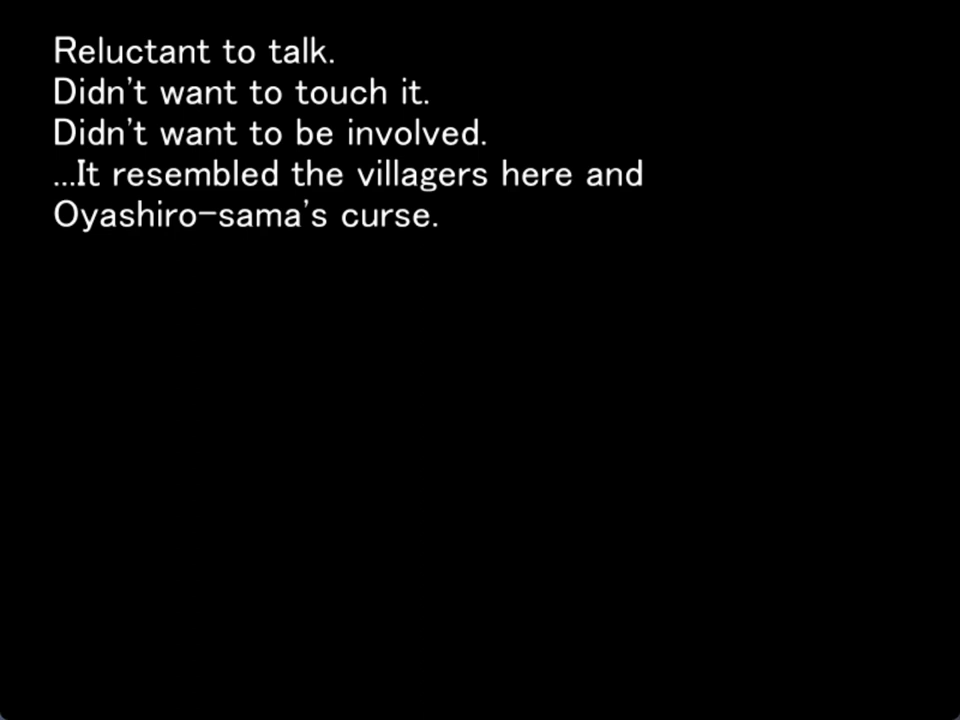 Reluctant to talk.
Didn't want to touch it.
Didn't want to be involved.
...It resembled the villagers here and
Oyashiro-sama's curse.